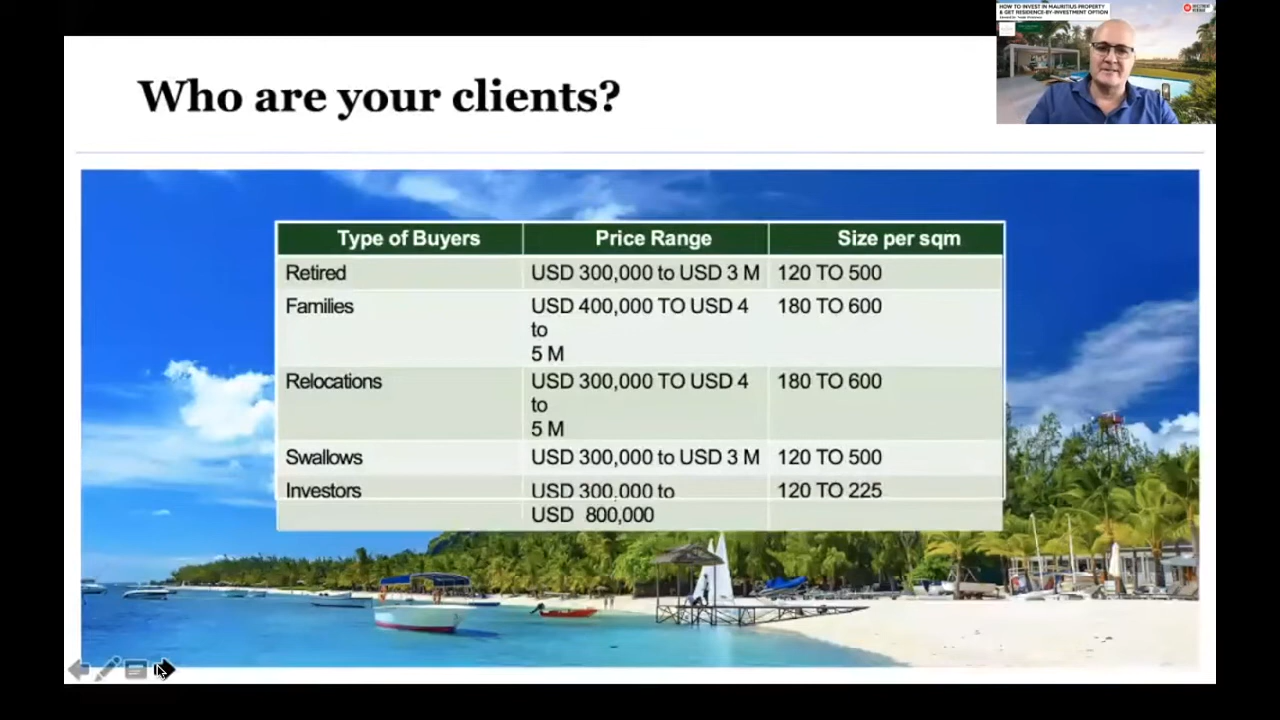 HOW TO INVEST IN MAURITIUS PROPERTY
& GET RESIDENCE-BY-INVESTMENT OPTION
Who are your clients?
Type of Buyers Price Range Size per sqm
Retired USD 300,000 to USD 3 M 120 TO 500
Families USD 400,000 TO USD 4 180 TO 600
to
5 M
Relocations USD 300,000 TO USD 4 180 TO 600
to
5 M
Swallows USD 300,000 to USD 3 M 120 TO 500
Investors USD 300,000 to 120 TO 225
USD 800,000